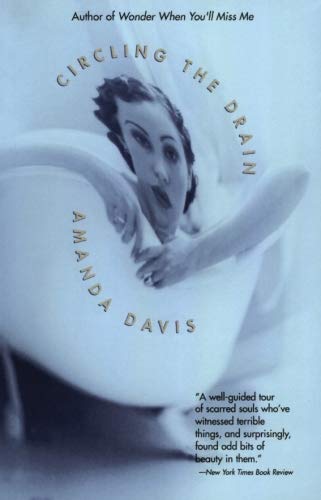 Author of Wonder When You'll Miss Me
CIRCLING THE DRAIN
AMANDA DAVIS
"A well-guided tour
of scarred souls who've
witnessed terrible
things, and surprisingly,
found odd bits of
beauty in them."
—New York Times Book Review